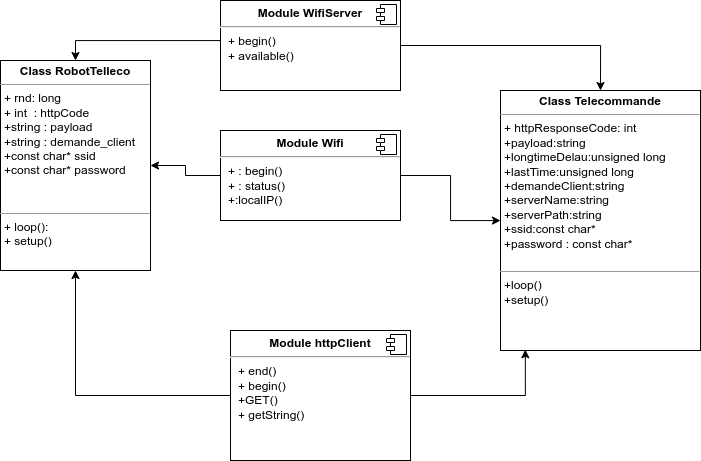 Module WifiServer
+ begin()
+ available()
Class RobotTelleco
+ rnd: long
+ int  : httpCode
+string : payload
+string : demande_client
+const char* ssid
+const char* password
+ loop():
+ setup()
Module Wifi
+ : begin()
+ : status()
+:localIP()
Class Telecommande
+ httpResponseCode: int
+payload:string
+longtimeDelau:unsigned long
+lastTime:unsigned long
+demandeClient:string
+serverName:string
+serverPath:string
+ssid:const char*
+password : const char*
+loop()
+setup()
Module httpClient
+ end()
+ begin()
+GET()
+ getString()